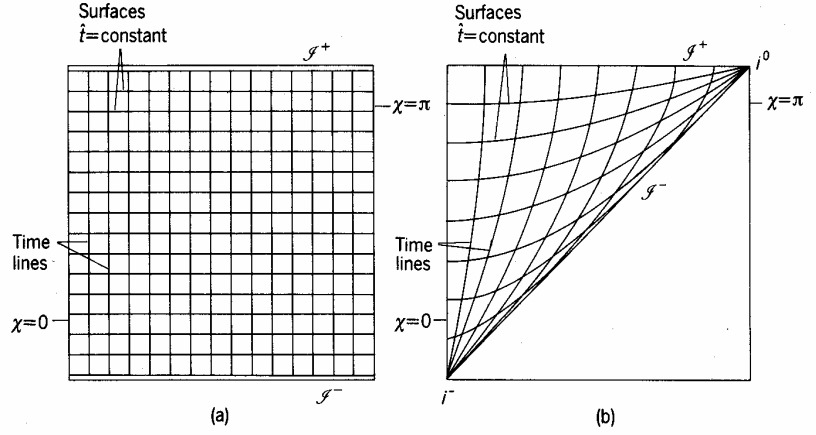 Surfaces
t̂=constant
𝓘⁺
χ=π
Time
lines
χ=0
𝓘⁻
(a)
Surfaces
t̂=constant
𝓘⁺
i⁰
χ=π
𝓘⁻
Time
lines
χ=0
i⁻
(b)